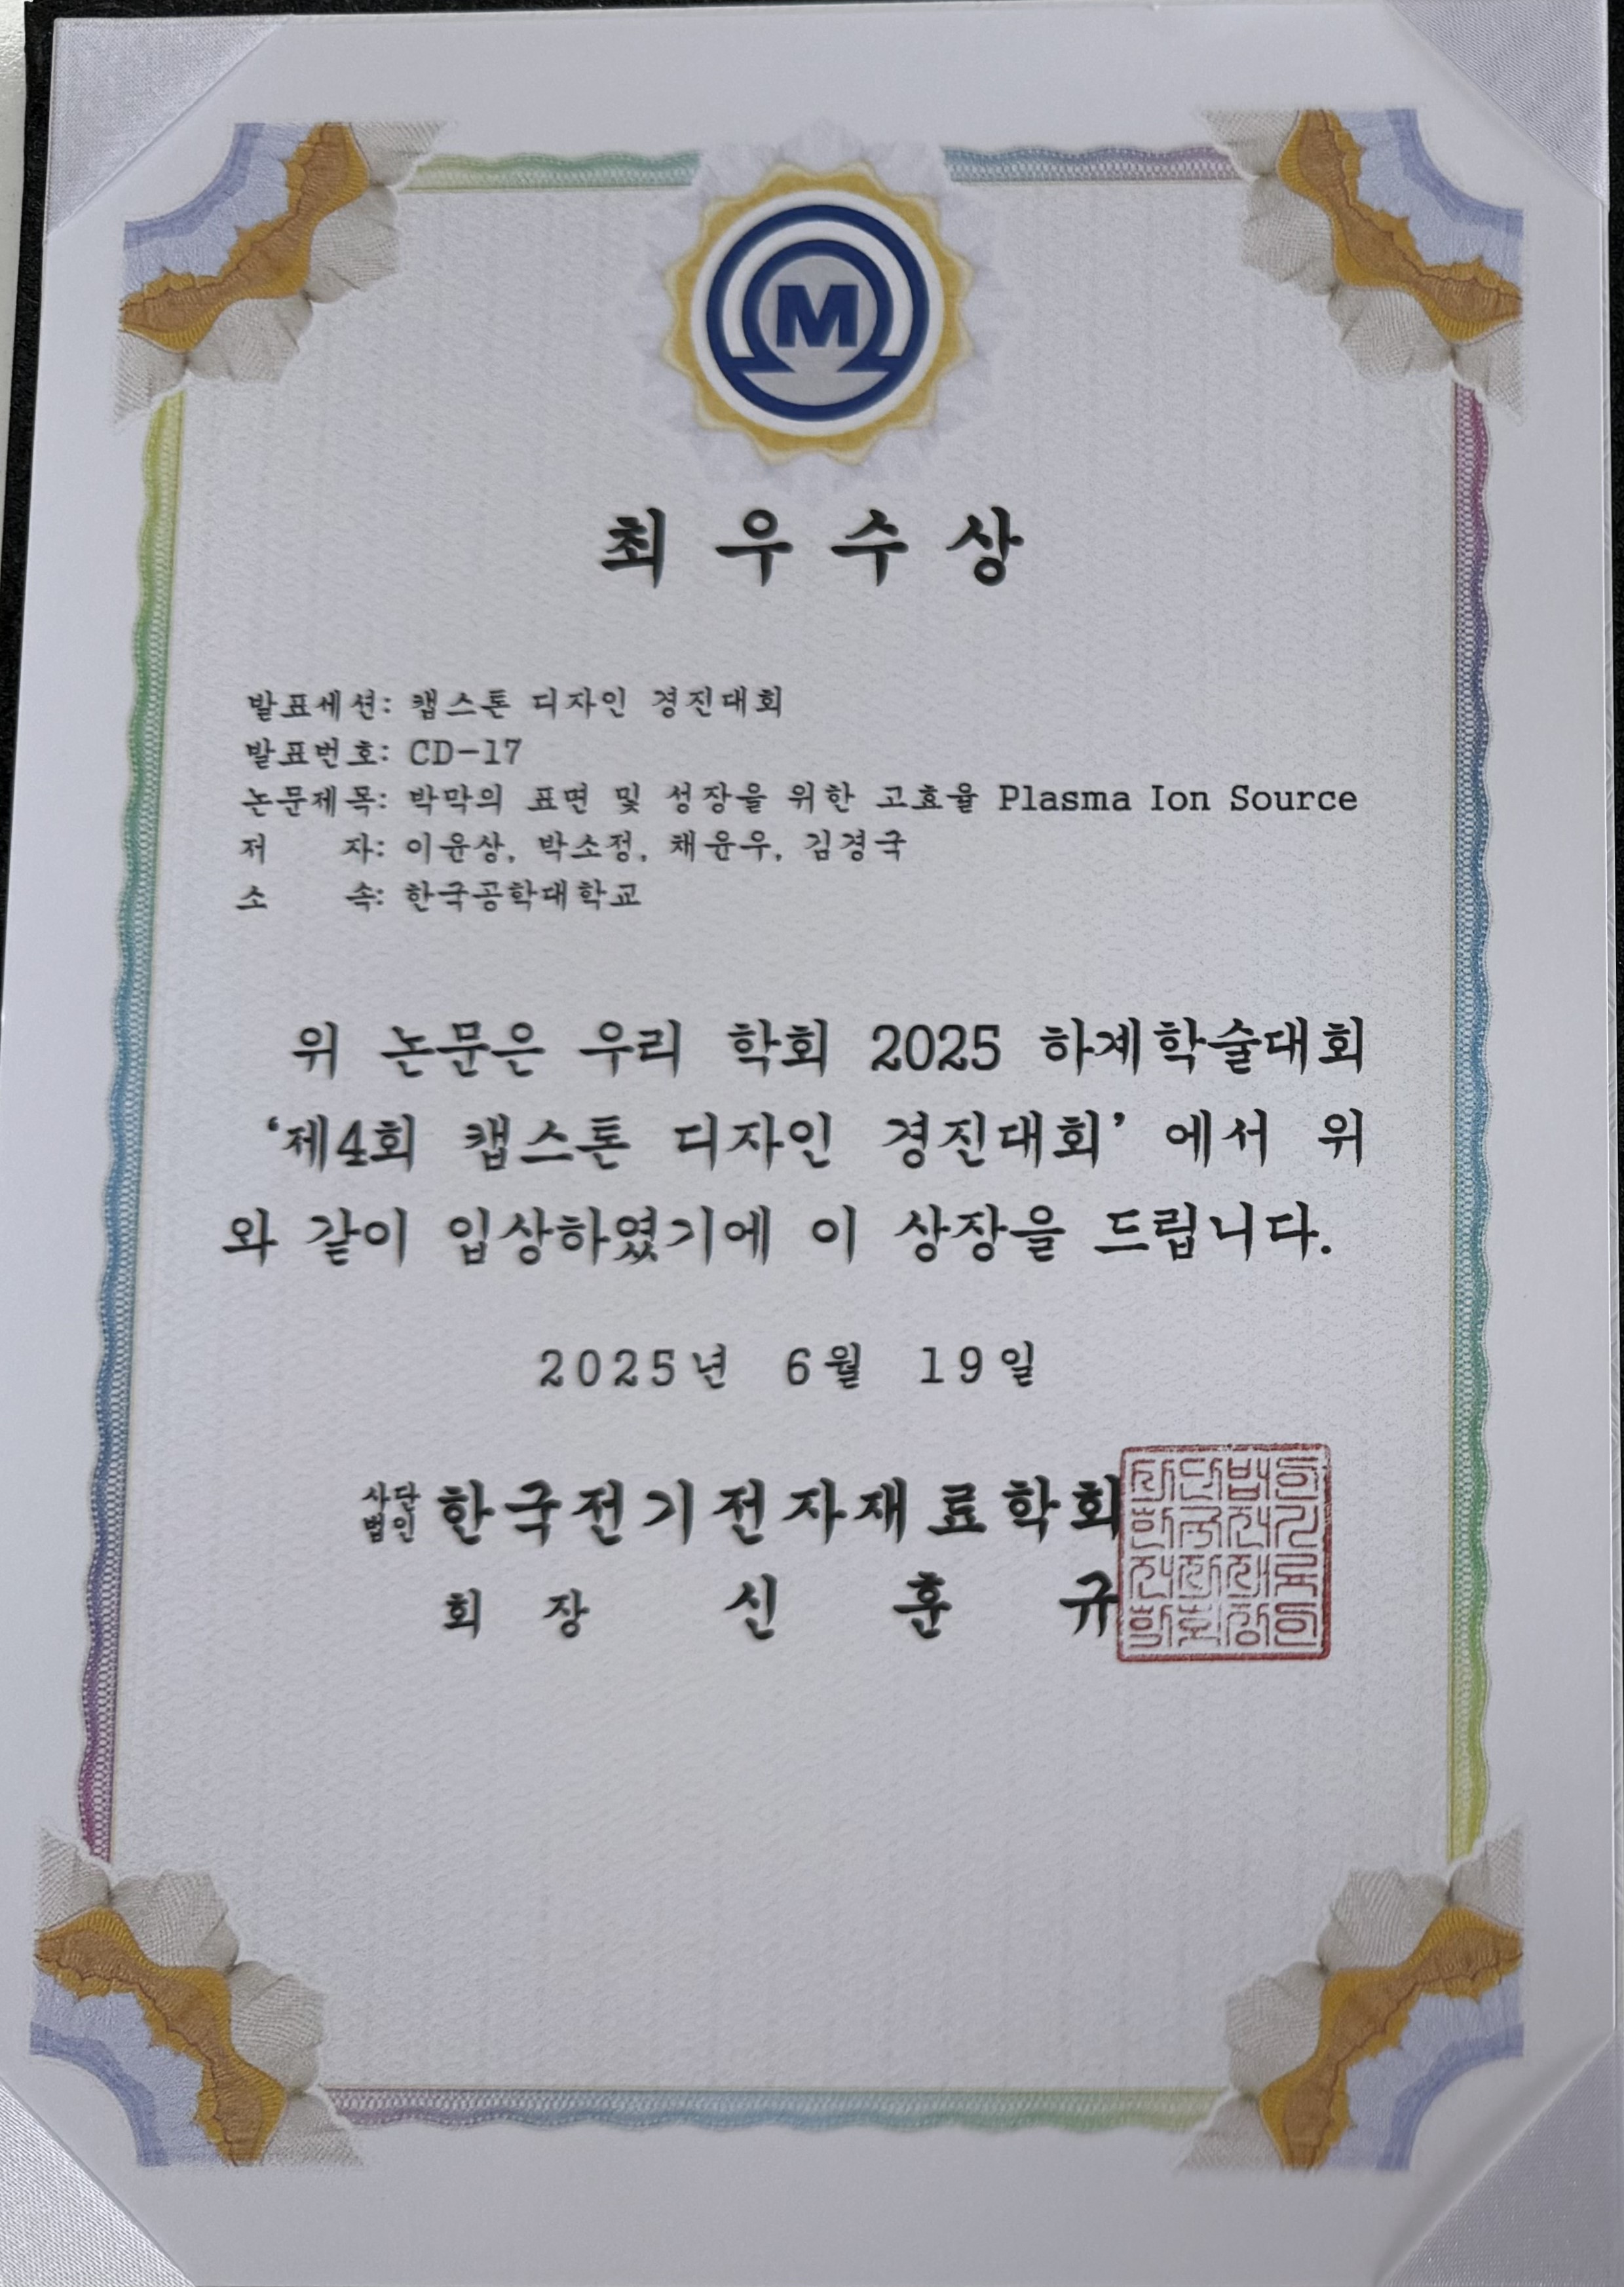 M
최우수상
발표세션: 캡스톤 디자인 경진대회
발표번호: CD-17
논문제목: 박막의 표면 및 성장을 위한 고효율 Plasma Ion Source
저 자: 이윤상, 박소정, 채윤우, 김경국
소 속: 한국공학대학교
위 논문은 우리 학회 2025 하계학술대회
‘제4회 캡스톤 디자인 경진대회’ 에서 위
와 같이 입상하였기에 이 상장을 드립니다.
2025년 6월 19일
사단법인 한국전기전자재료학회
회 장 신 훈 규